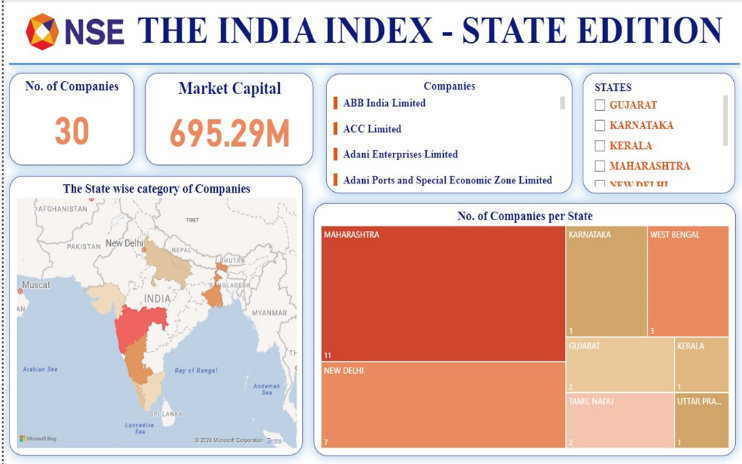 NSE THE INDIA INDEX - STATE EDITION
No. of Companies
30
Market Capital
695.29M
Companies
ABB India Limited
ACC Limited
Adani Enterprises Limited
Adani Ports and Special Economic Zone Limited
STATES
GUJARAT
KARNATAKA
KERALA
MAHARASHTRA
NEW DELHI
The State wise category of Companies
AFGHANISTAN
TIBET
PAKISTAN
New Delhi
NEPAL
BHUTAN
BANGLADESH
Muscat
INDIA
MYANMAR
Arabian Sea
Bay of Bengal
Andaman
Sea
SRI LANKA
Laccadive
Sea
Microsoft Bing
© 2024 Microsoft Corporation Terms
No. of Companies per State
MAHARASHTRA
11
NEW DELHI
7
KARNATAKA
3
WEST BENGAL
3
GUJARAT
2
KERALA
1
TAMIL NADU
2
UTTAR PRA...
1